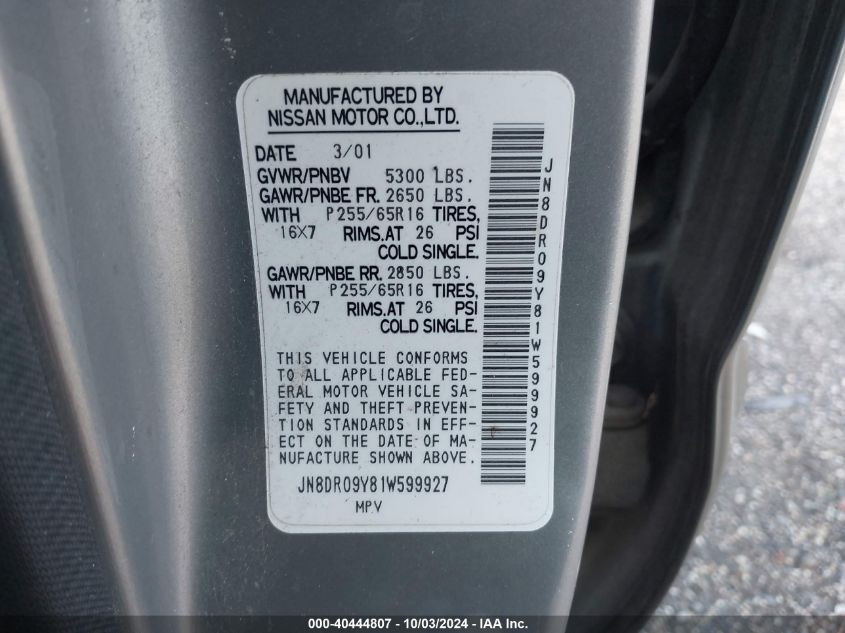 MANUFACTURED BY
NISSAN MOTOR CO.,LTD.
DATE 3/01
GVWR/PNBV 5300 LBS.
GAWR/PNBE FR. 2650 LBS.
WITH P255/65R16 TIRES,
16X7 RIMS.AT 26 PSI
COLD SINGLE.
GAWR/PNBE RR. 2850 LBS.
WITH P255/65R16 TIRES,
16X7 RIMS.AT 26 PSI
COLD SINGLE.
THIS VEHICLE CONFORMS
TO ALL APPLICABLE FED-
ERAL MOTOR VEHICLE SA-
FETY AND THEFT PREVEN-
TION STANDARDS IN EFF-
ECT ON THE DATE OF MA-
NUFACTURE SHOWN ABOVE.
JN8DR09Y81W599927
MPV
JN8DR09Y81W599927
000-40444807 - 10/03/2024 - IAA Inc.